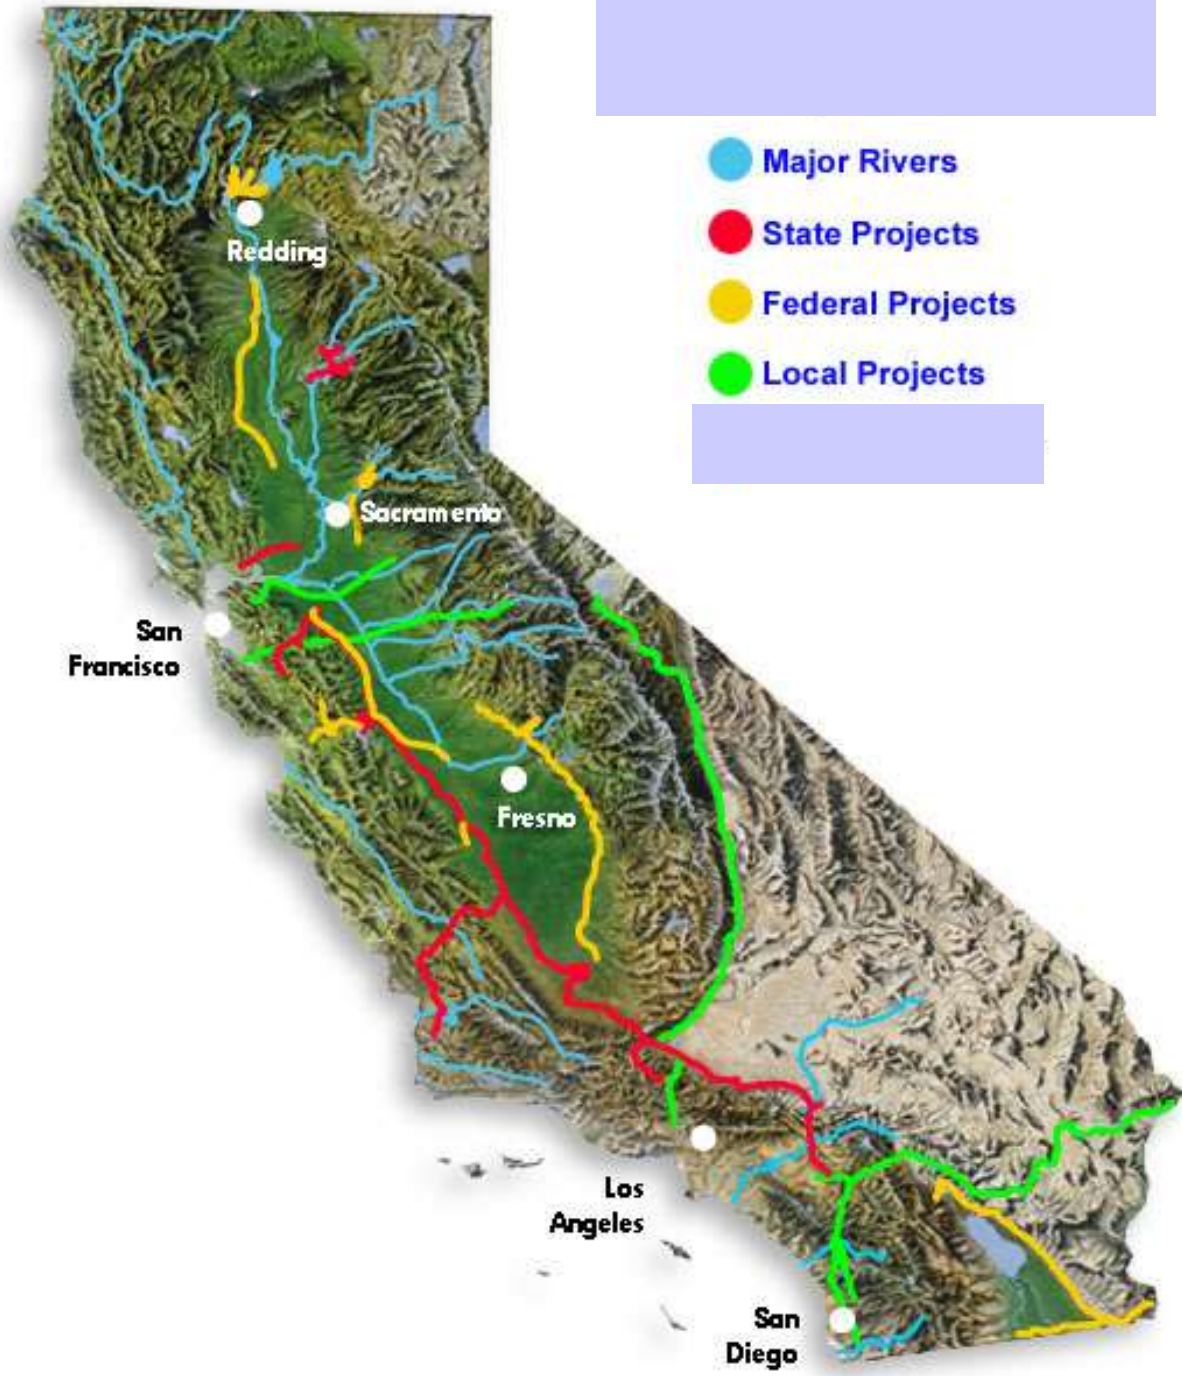 Major Rivers
State Projects
Federal Projects
Local Projects
Redding
Sacramento
San
Francisco
Fresno
Los
Angeles
San
Diego